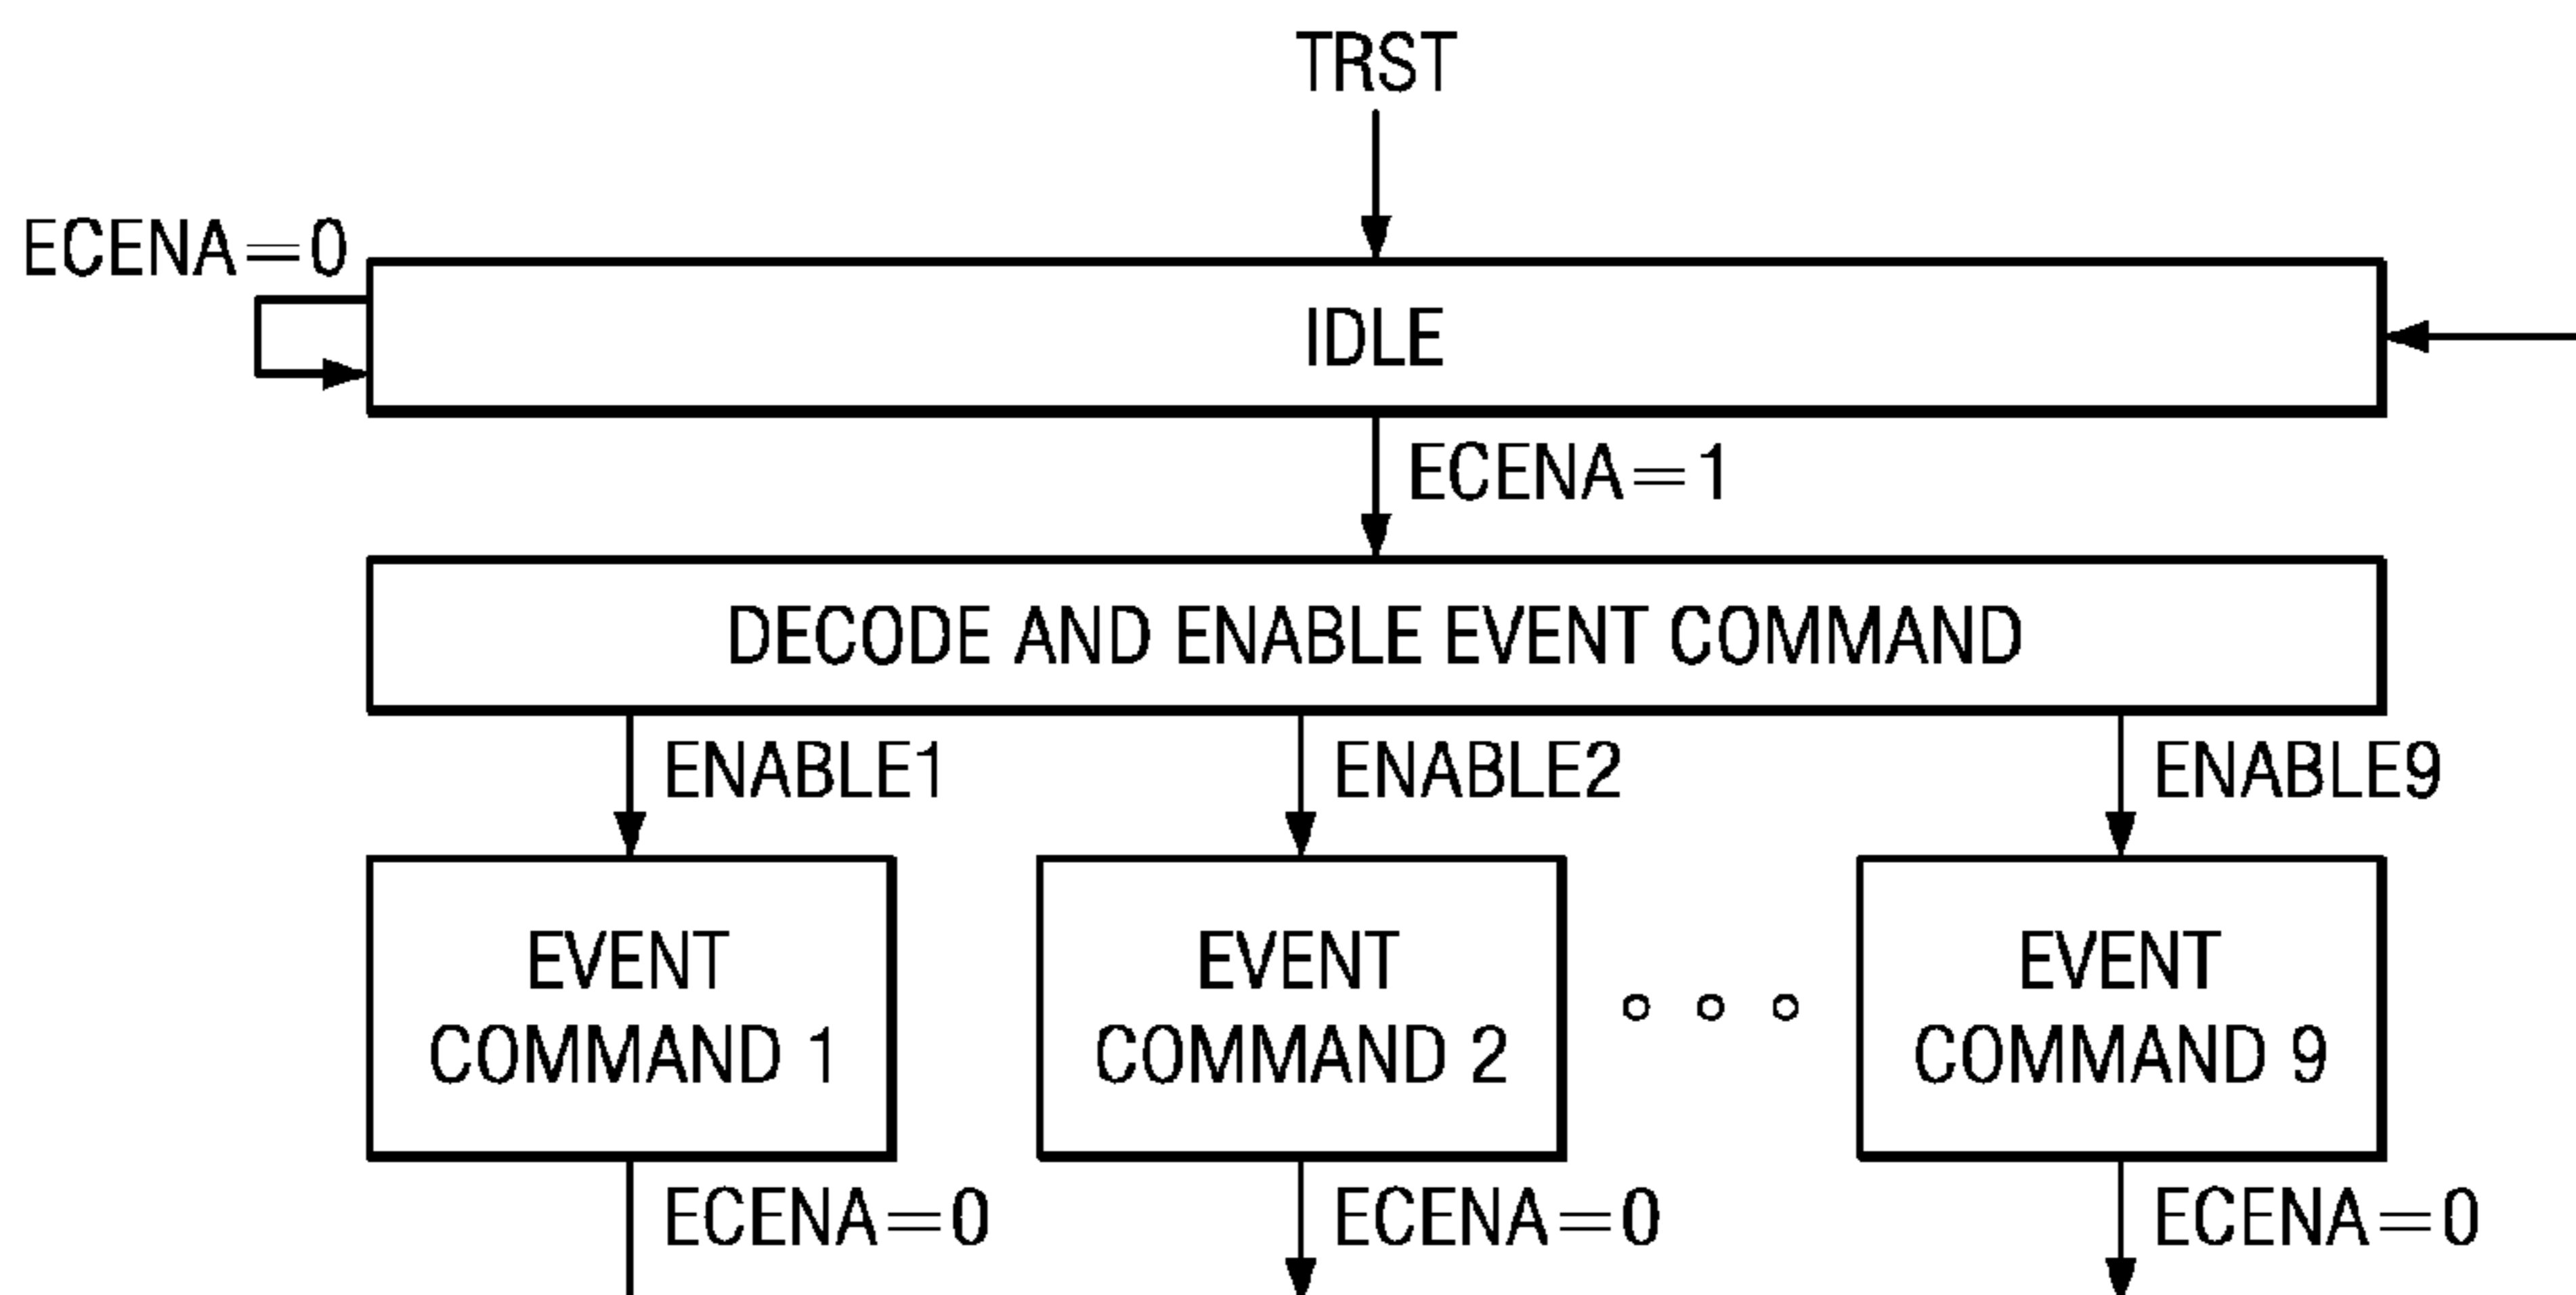 TRST
ECENA=0
IDLE
ECENA=1
DECODE AND ENABLE EVENT COMMAND
ENABLE1
ENABLE2
ENABLE9
EVENT
COMMAND 1
EVENT
COMMAND 2
EVENT
COMMAND 9
ECENA=0
ECENA=0
ECENA=0